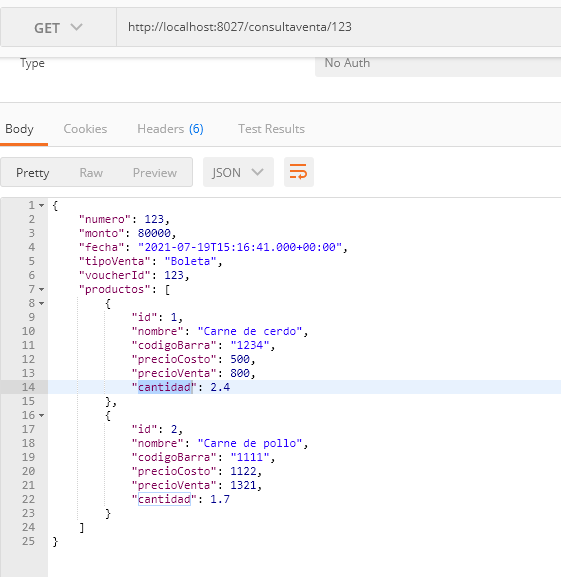 GET http://localhost:8027/consultaventa/123
Type No Auth
Body Cookies Headers (6) Test Results
Pretty Raw Preview JSON
1 {
2 "numero": 123,
3 "monto": 80000,
4 "fecha": "2021-07-19T15:16:41.000+00:00",
5 "tipoVenta": "Boleta",
6 "voucherId": 123,
7 "productos": [
8 {
9 "id": 1,
10 "nombre": "Carne de cerdo",
11 "codigoBarra": "1234",
12 "precioCosto": 500,
13 "precioVenta": 800,
14 "cantidad": 2.4
15 },
16 {
17 "id": 2,
18 "nombre": "Carne de pollo",
19 "codigoBarra": "1111",
20 "precioCosto": 1122,
21 "precioVenta": 1321,
22 "cantidad": 1.7
23 }
24 ]
25 }